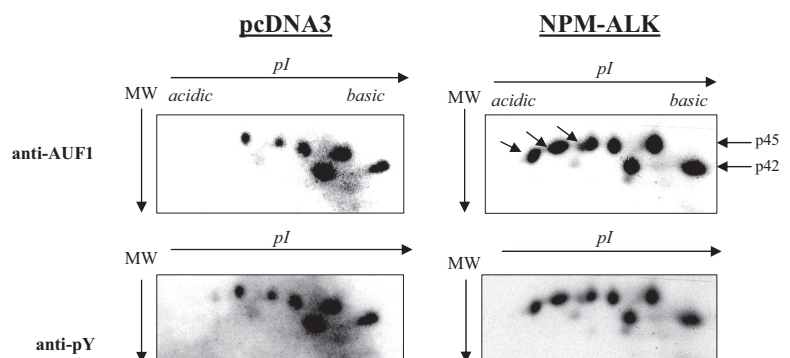 pcDNA3 NPM-ALK
pI pI
MW acidic basic MW acidic basic
anti-AUF1 p45
p42
pI pI
MW MW
anti-pY